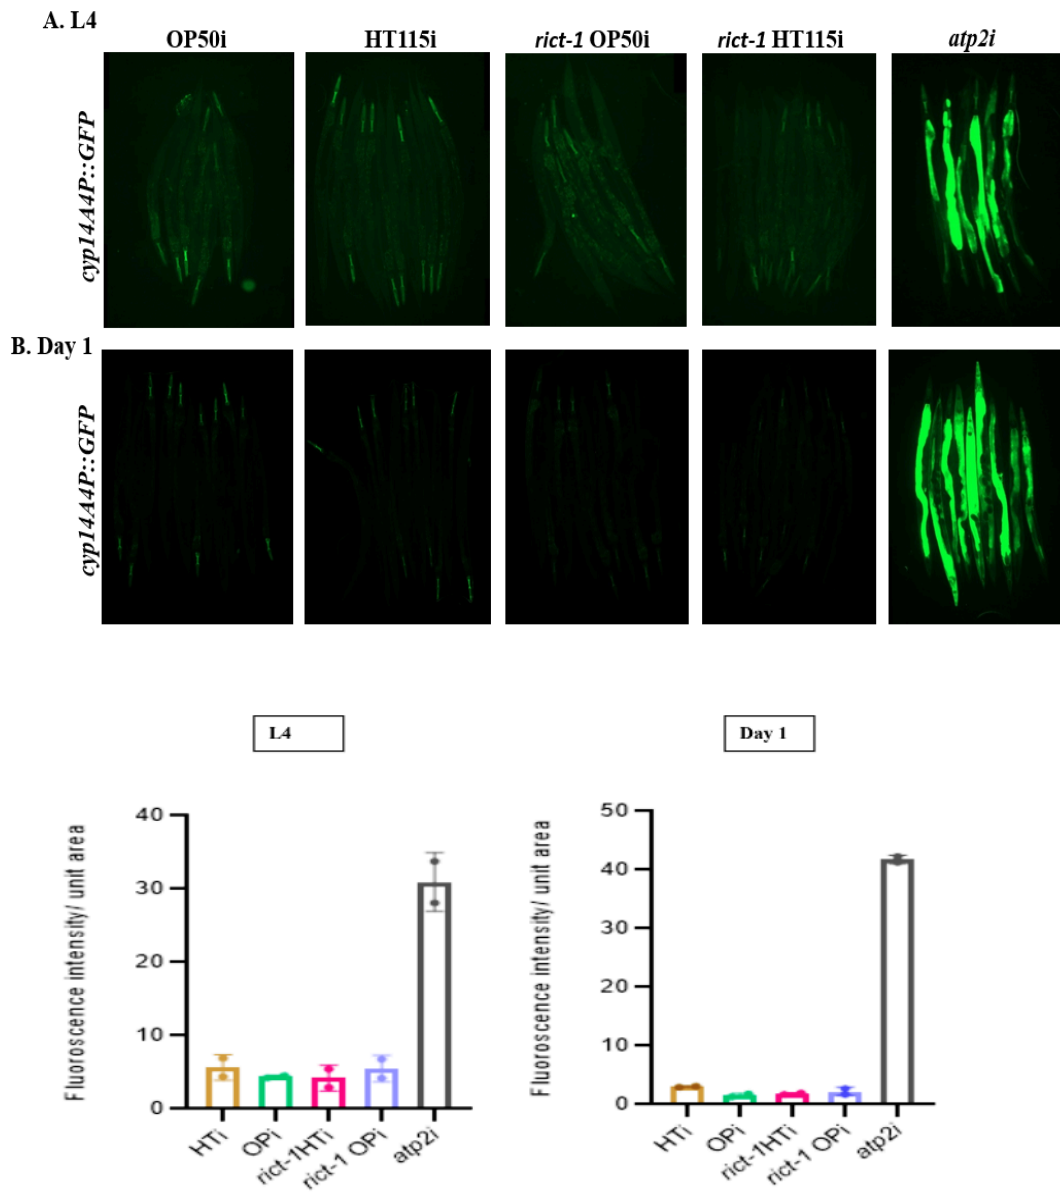 A. L4
OP50i HT115i rict-1 OP50i rict-1 HT115i atp2i
cyp14A4P::GFP
B. Day 1
cyp14A4P::GFP
L4
Fluoroscence intensity/ unit area
40
30
20
10
0
HTi OPi rict-1HTi rict-1 OPi atp2i
Day 1
Fluoroscence intensity/ unit area
50
40
30
20
10
0
HTi OPi rict-1HTi rict-1 OPi atp2i